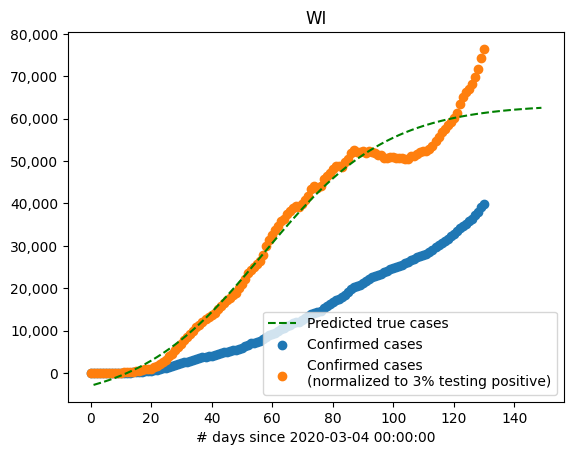 WI
80,000
70,000
60,000
50,000
40,000
30,000
20,000
10,000
0
Predicted true cases
Confirmed cases
Confirmed cases
(normalized to 3% testing positive)
0 20 40 60 80 100 120 140
# days since 2020-03-04 00:00:00